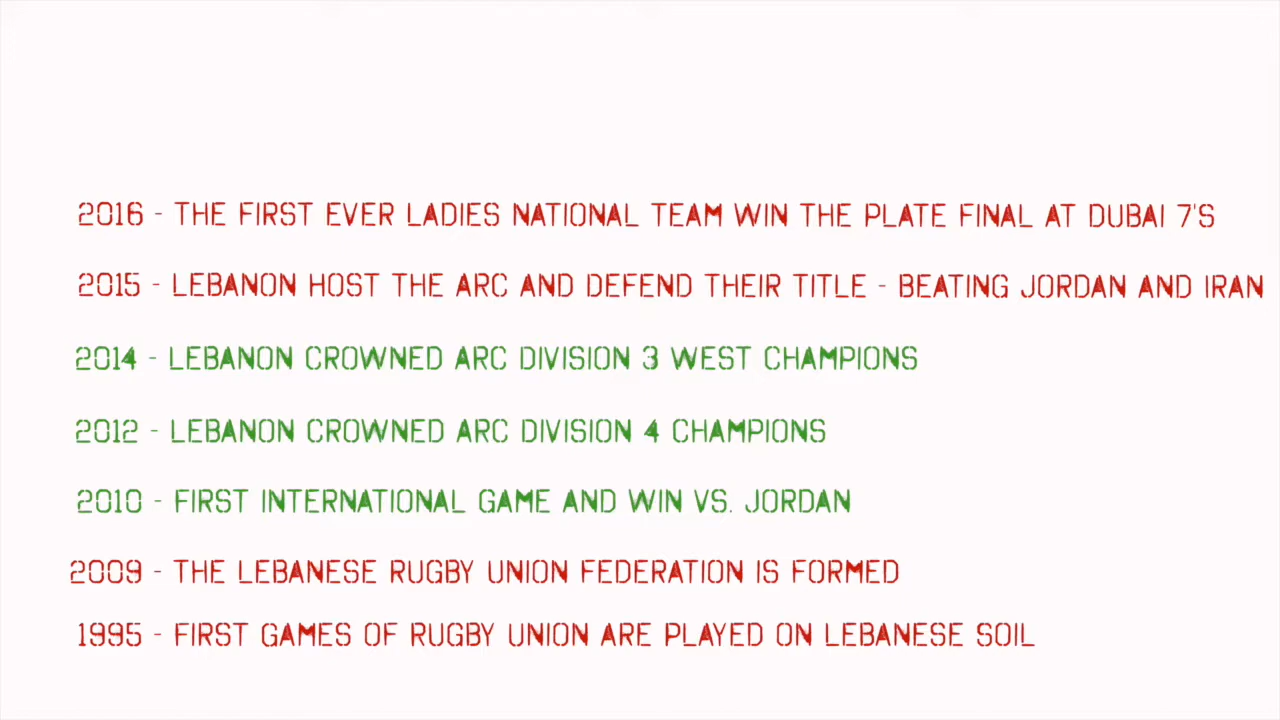 2016 - THE FIRST EVER LADIES NATIONAL TEAM WIN THE PLATE FINAL AT DUBAI 7'S
2015 - LEBANON HOST THE ARC AND DEFEND THEIR TITLE - BEATING JORDAN AND IRAN
2014 - LEBANON CROWNED ARC DIVISION 3 WEST CHAMPIONS
2012 - LEBANON CROWNED ARC DIVISION 4 CHAMPIONS
2010 - FIRST INTERNATIONAL GAME AND WIN VS. JORDAN
2009 - THE LEBANESE RUGBY UNION FEDERATION IS FORMED
1995 - FIRST GAMES OF RUGBY UNION ARE PLAYED ON LEBANESE SOIL